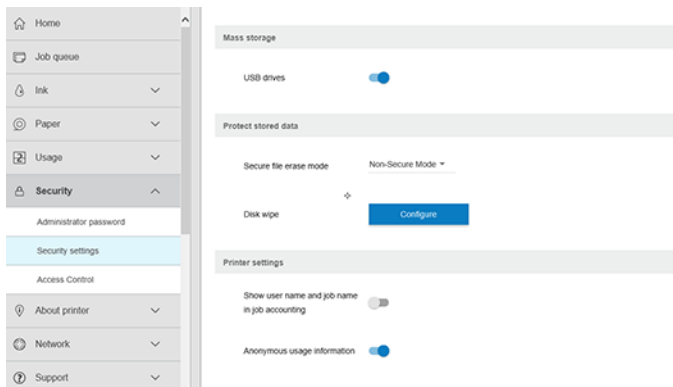 Home
Job queue
Ink
Paper
Usage
Security
Administrator password
Security settings
Access Control
About printer
Network
Support
Mass storage
USB drives
Protect stored data
Secure file erase mode
Non-Secure Mode
Disk wipe
Configure
Printer settings
Show user name and job name
in job accounting
Anonymous usage information